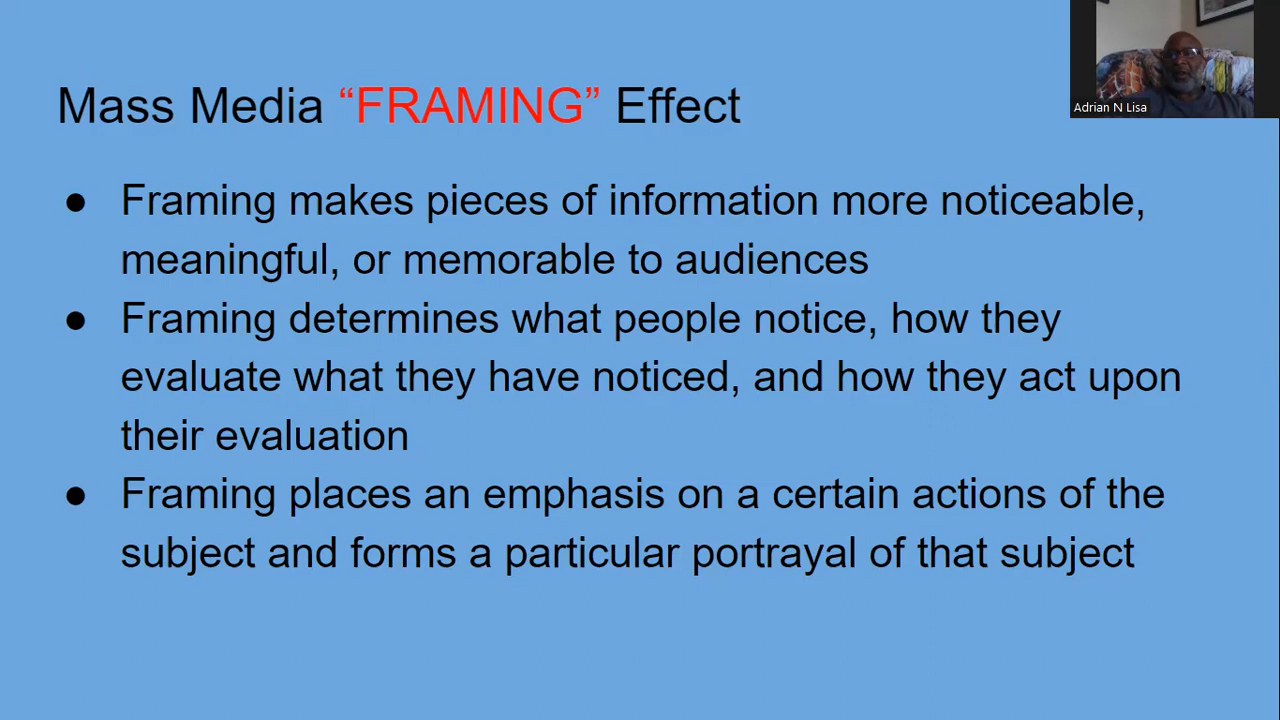 Mass Media “FRAMING” Effect
Adrian N Lisa
● Framing makes pieces of information more noticeable,
meaningful, or memorable to audiences
● Framing determines what people notice, how they
evaluate what they have noticed, and how they act upon
their evaluation
● Framing places an emphasis on a certain actions of the
subject and forms a particular portrayal of that subject